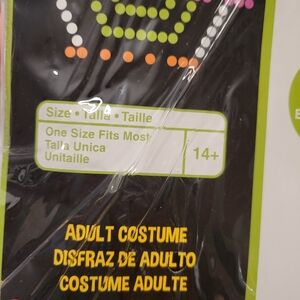 Size • Talla • Taille
One Size Fits Most
Talla Unica
Unitaille
14+
ADULT COSTUME
DISFRAZ DE ADULTO
COSTUME ADULTE